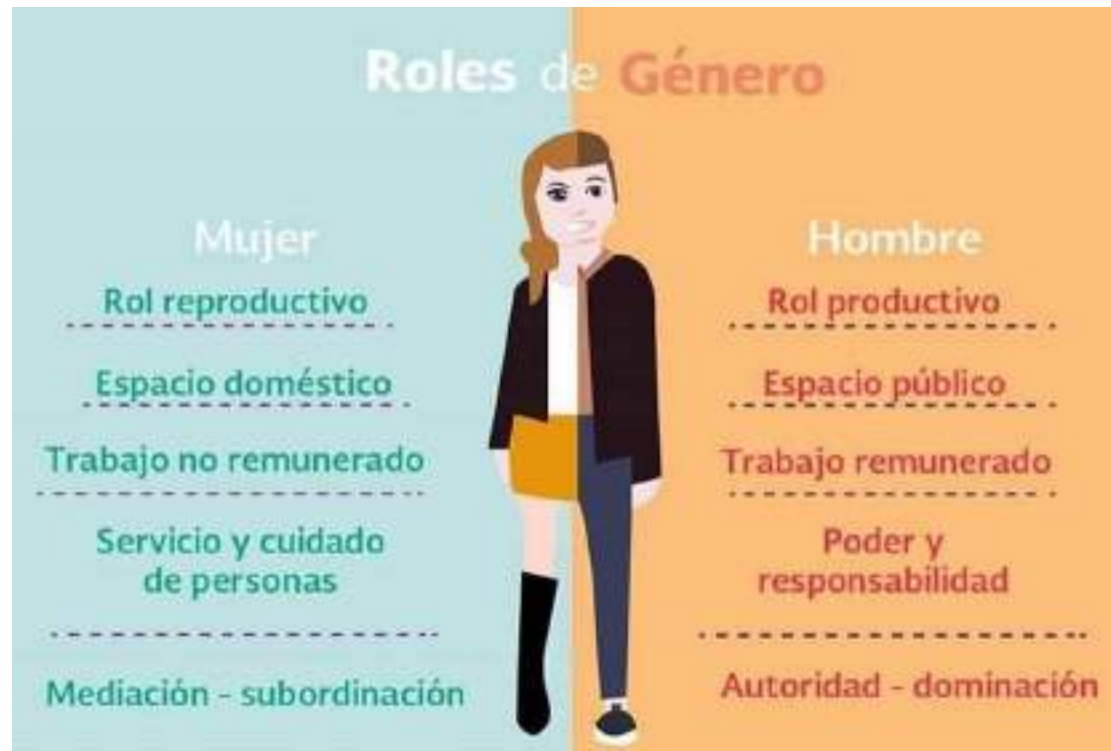 Roles de Género
Mujer
Rol reproductivo
Espacio doméstico
Trabajo no remunerado
Servicio y cuidado
de personas
Mediación - subordinación
Hombre
Rol productivo
Espacio público
Trabajo remunerado
Poder y
responsabilidad
Autoridad - dominación